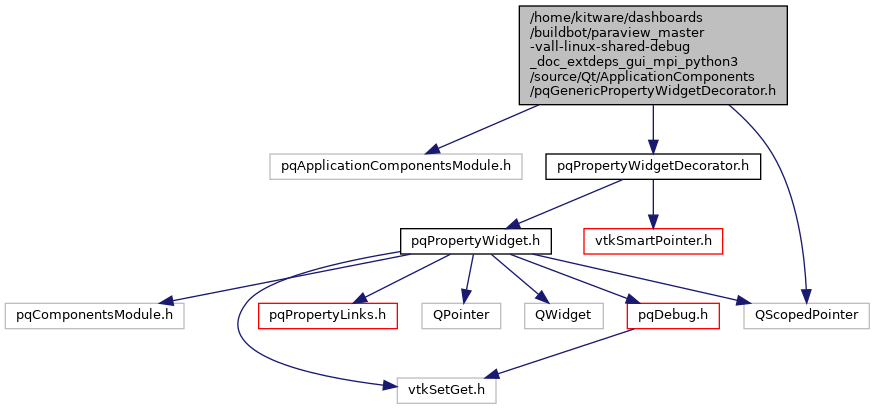 /home/kitware/dashboards
/buildbot/paraview_master
-vall-linux-shared-debug
_doc_extdeps_gui_mpi_python3
/source/Qt/ApplicationComponents
/pqGenericPropertyWidgetDecorator.h
pqApplicationComponentsModule.h
pqPropertyWidgetDecorator.h
pqPropertyWidget.h
vtkSmartPointer.h
pqComponentsModule.h
pqPropertyLinks.h
QPointer
QWidget
pqDebug.h
QScopedPointer
vtkSetGet.h